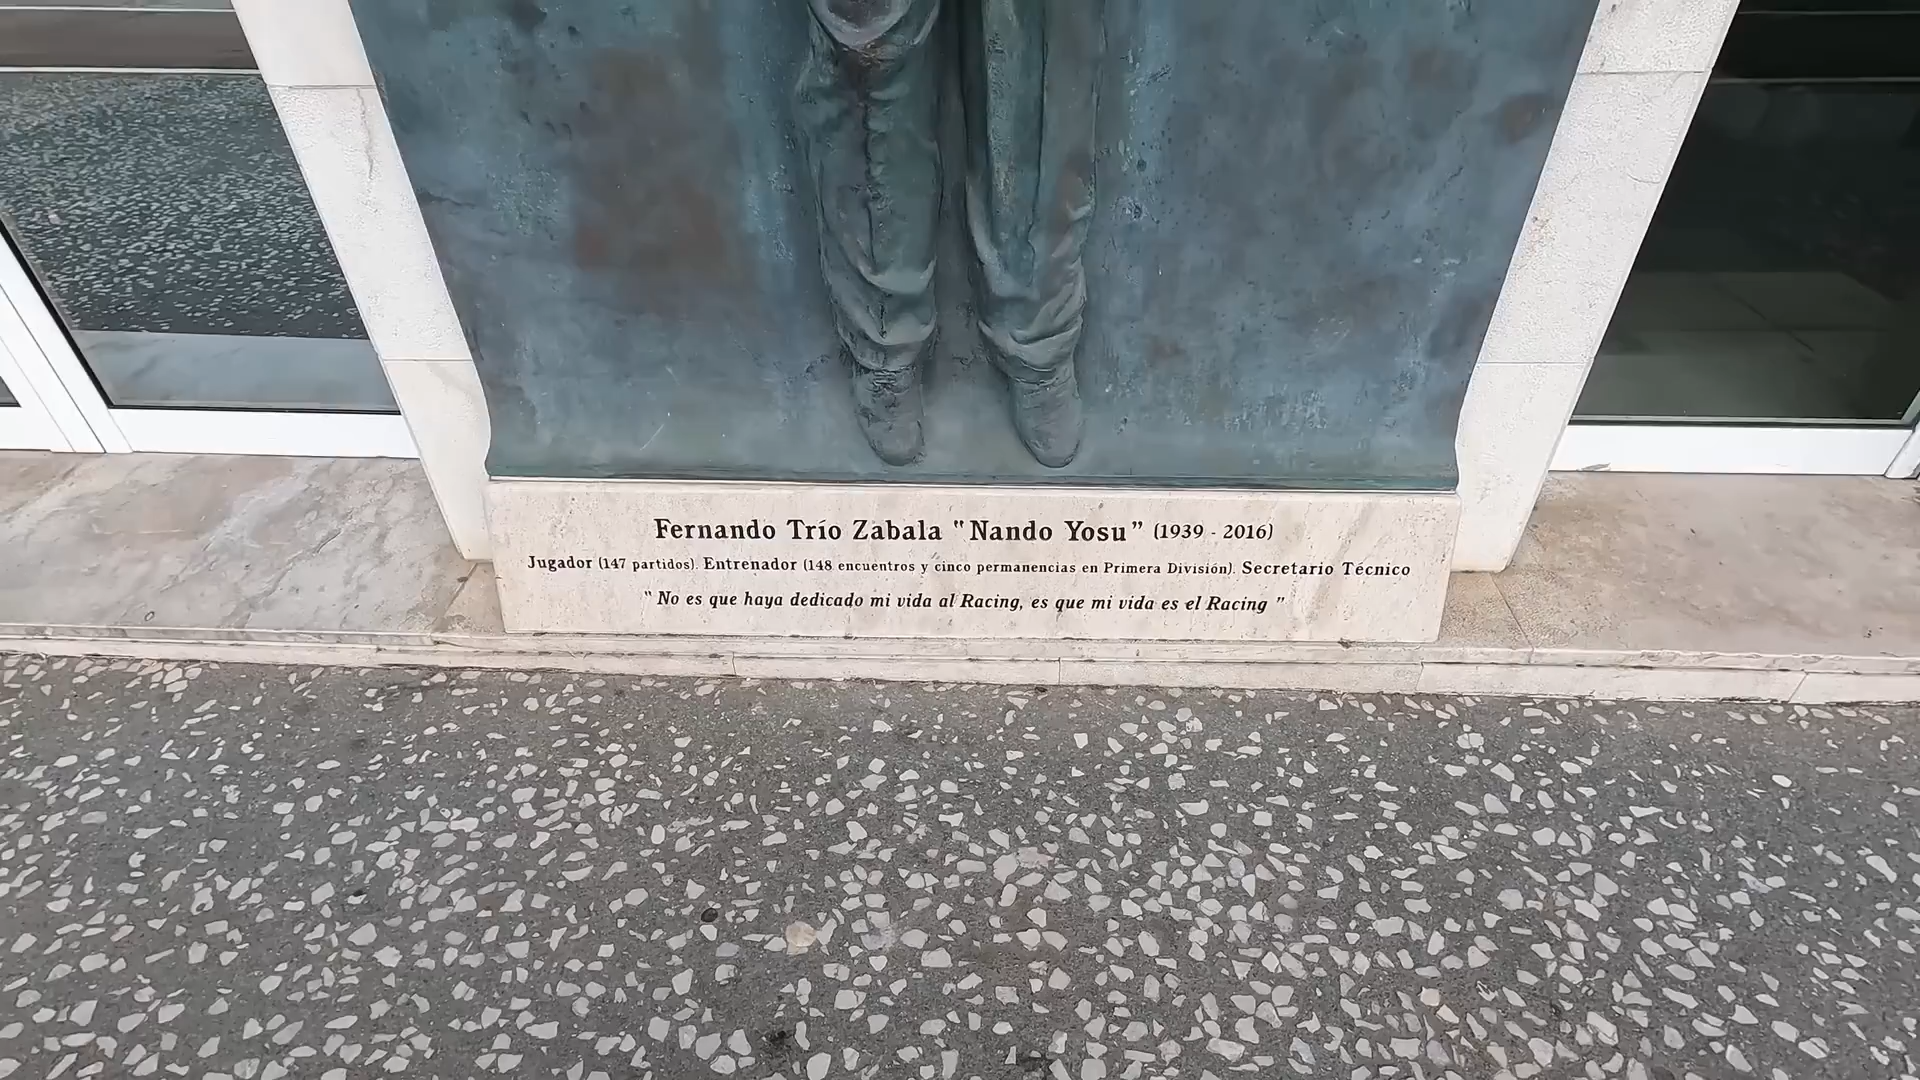 Fernando Trío Zabala "Nando Yosu" (1939 - 2016)
Jugador (147 partidos). Entrenador (148 encuentros y cinco permanencias en Primera División). Secretario Técnico
" No es que haya dedicado mi vida al Racing, es que mi vida es el Racing "